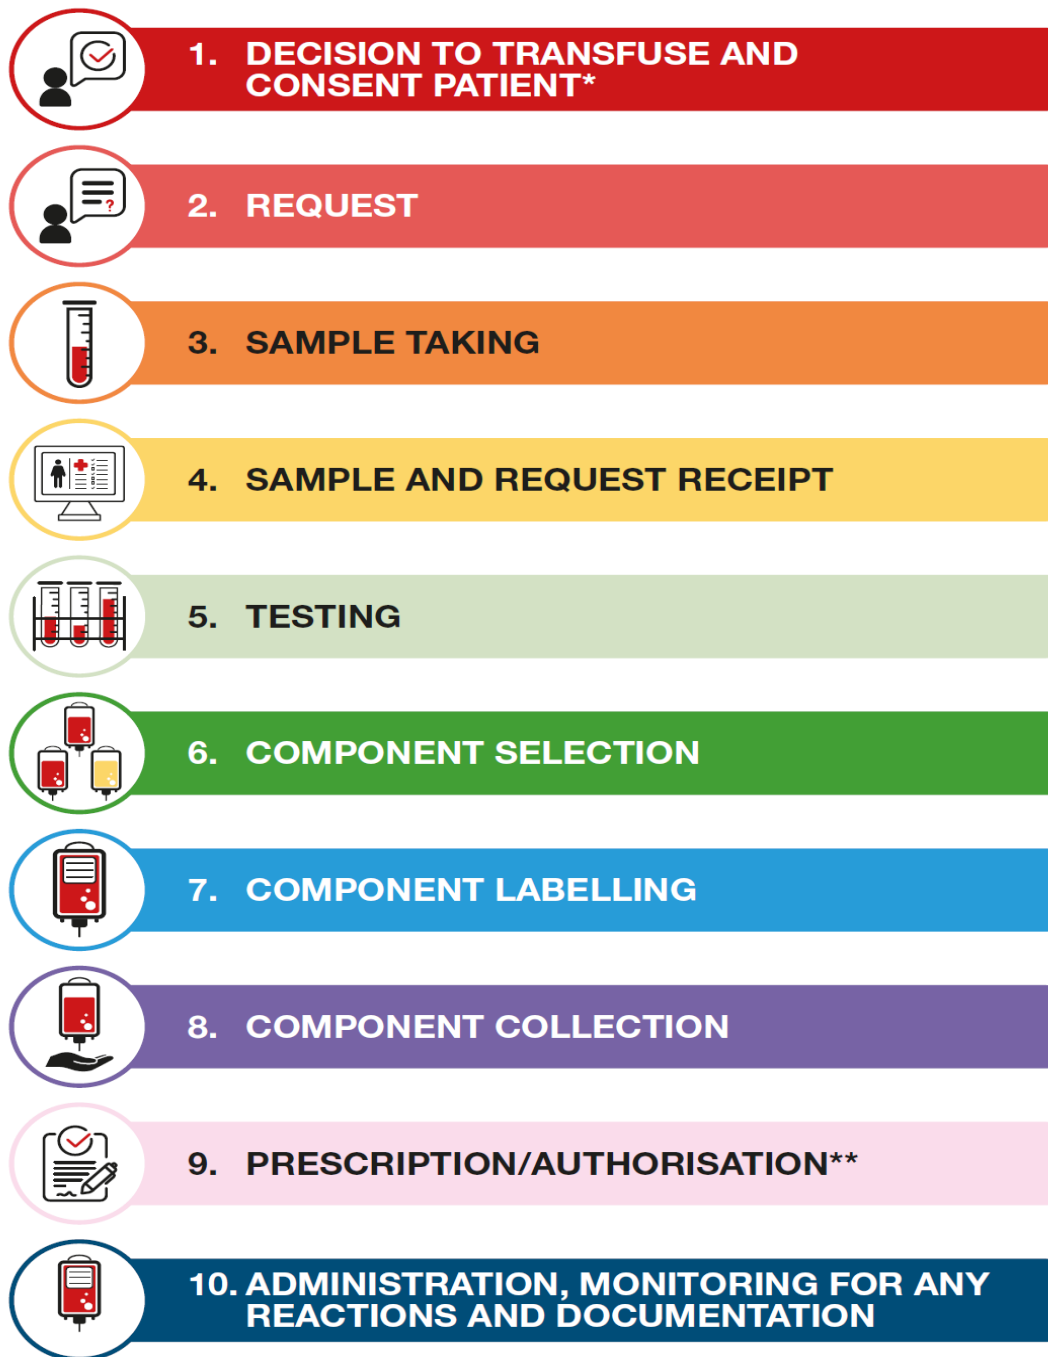 1. DECISION TO TRANSFUSE AND
CONSENT PATIENT*
2. REQUEST
?
3. SAMPLE TAKING
4. SAMPLE AND REQUEST RECEIPT
5. TESTING
6. COMPONENT SELECTION
7. COMPONENT LABELLING
8. COMPONENT COLLECTION
9. PRESCRIPTION/AUTHORISATION**
10. ADMINISTRATION, MONITORING FOR ANY
REACTIONS AND DOCUMENTATION